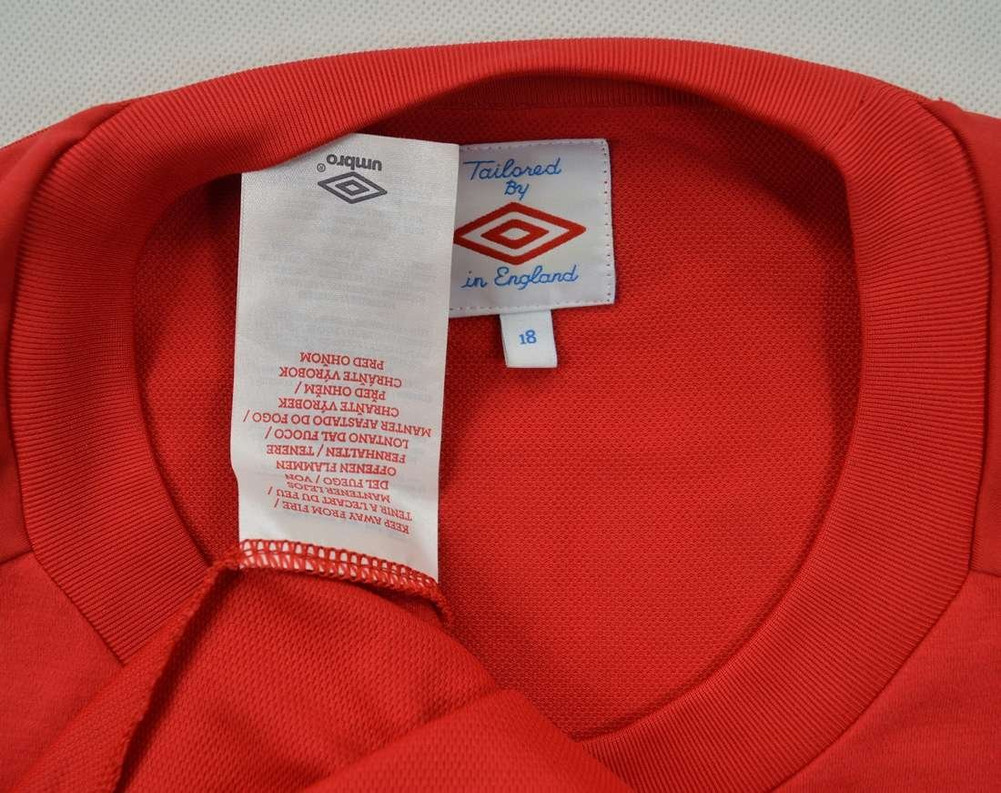 umbro®
KEEP AWAY FROM FIRE /
TENIR A L'ECART DU FEU /
MANTENER LEJOS
DEL FUEGO / VON
OFFENEN FLAMMEN
FERNHALTEN / TENERE
LONTANO DAL FUOCO /
MANTER AFASTADO DO FOGO /
CHRAŇTE VÝROBEK
PŘED OHNĚM /
CHRÁŇTE VÝROBOK
PRED OHŇOM
Tailored
By
in England
18